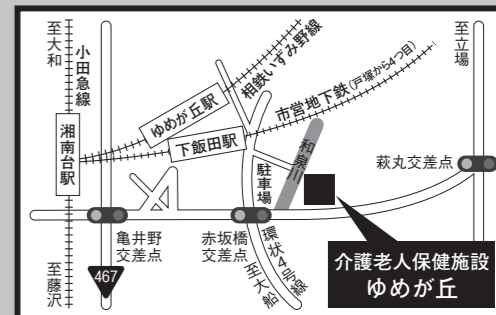 至大和
小田急線
湘南台駅
至藤沢
ゆめが丘駅
相鉄いずみ野線
下飯田駅
市営地下鉄(戸塚から4つ目)
至立場
和泉川
駐車場
萩丸交差点
亀井野
交差点
467
赤坂橋
交差点
環状4号線
至大船
介護老人保健施設
ゆめが丘